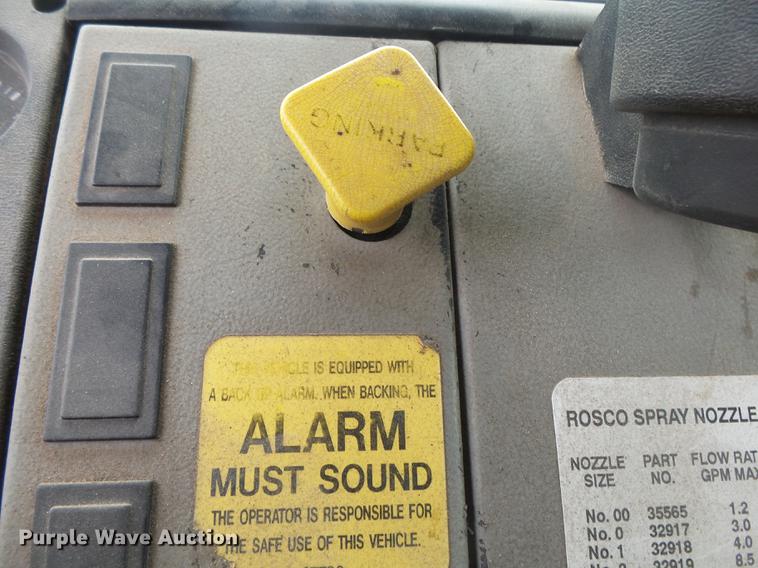 PARKING
THIS VEHICLE IS EQUIPPED WITH
A BACK UP ALARM. WHEN BACKING, THE
ALARM
MUST SOUND
THE OPERATOR IS RESPONSIBLE FOR
THE SAFE USE OF THIS VEHICLE.
ROSCO SPRAY NOZZLE
NOZZLE SIZE PART NO. FLOW RAT GPM MAX
No. 00 35565 1.2
No. 0 32917 3.0
No. 1 32918 4.0
32919 8.5
Purple Wave Auction